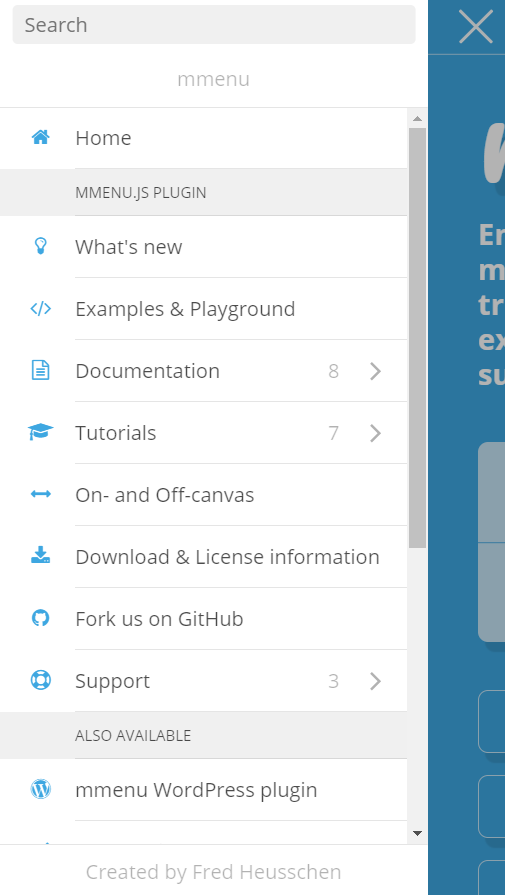 Search
mmenu
Home
MMENU.JS PLUGIN
What's new
Examples & Playground
Documentation 8
Tutorials 7
On- and Off-canvas
Download & License information
Fork us on GitHub
Support 3
ALSO AVAILABLE
mmenu WordPress plugin
Created by Fred Heusschen